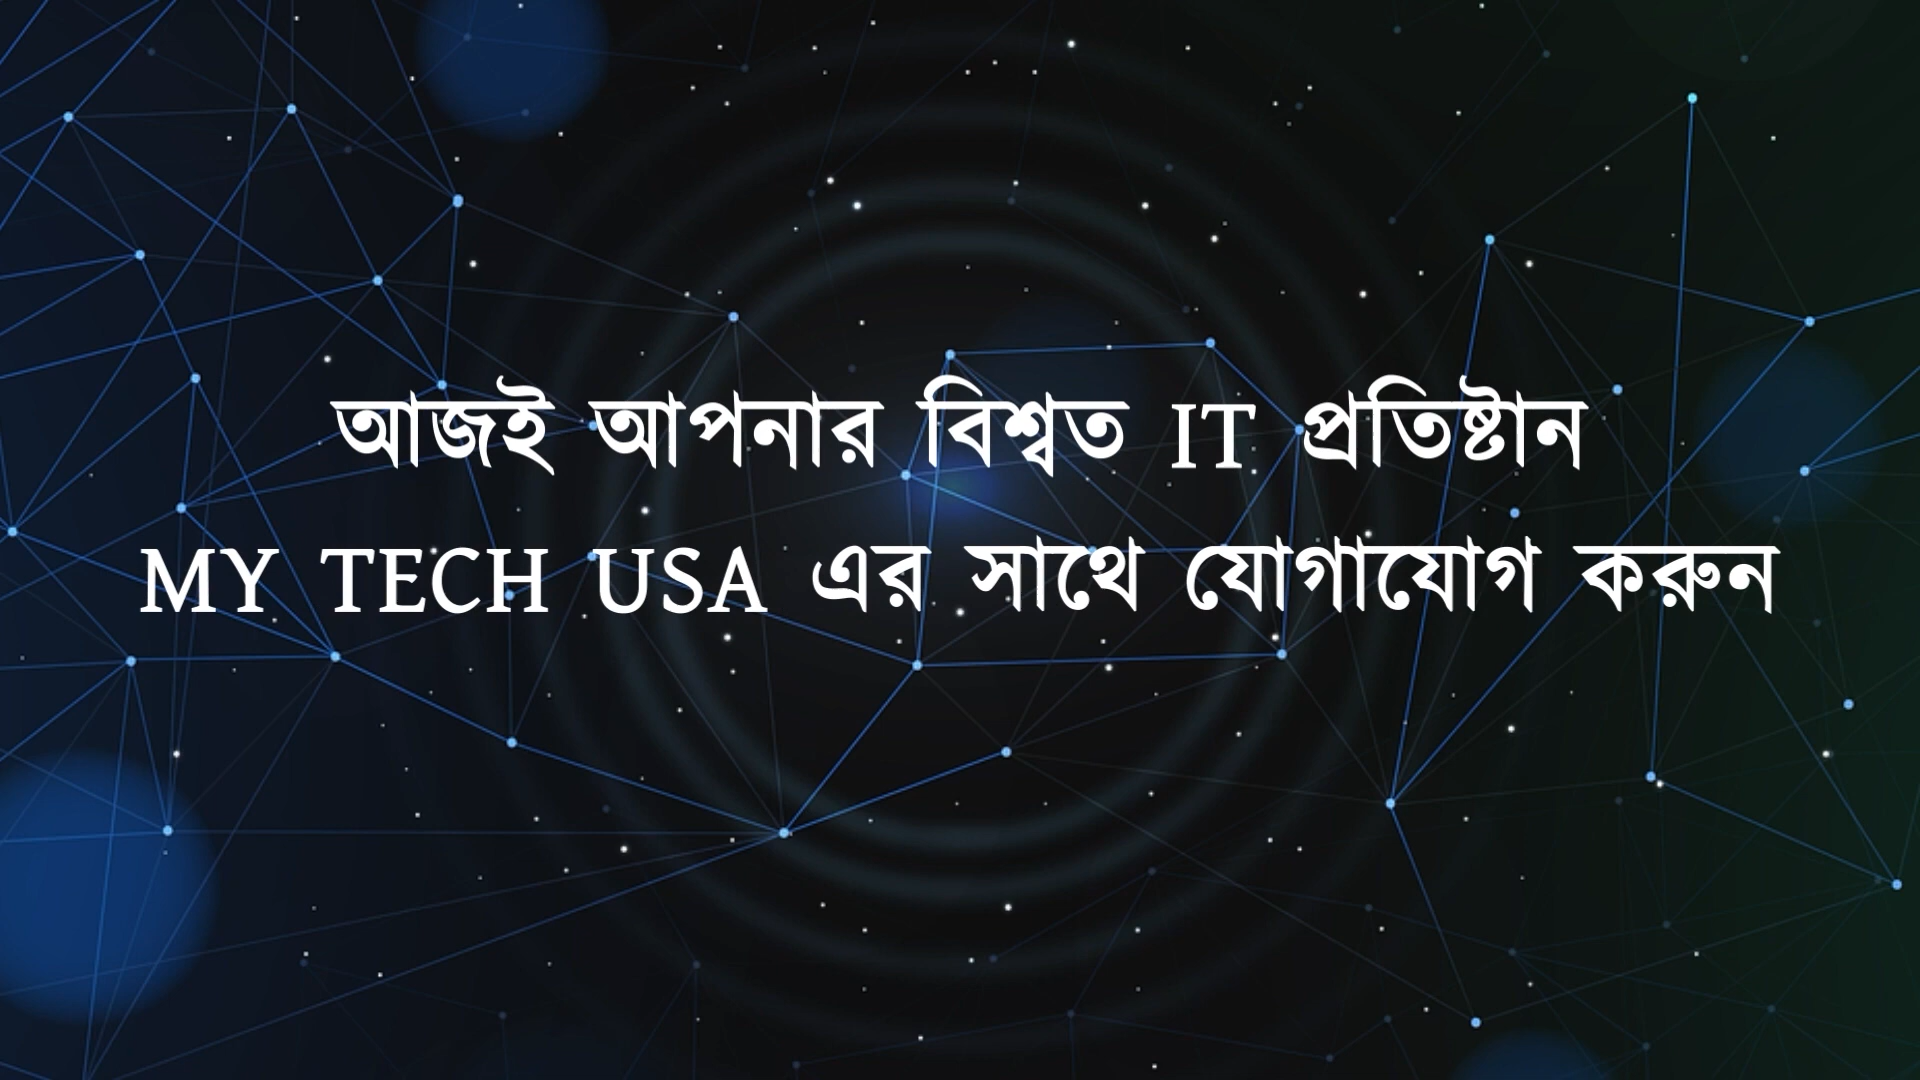 আজই আপনার বিশ্বত IT প্রতিষ্টান
MY TECH USA এর সাথে যোগাযোগ করুন